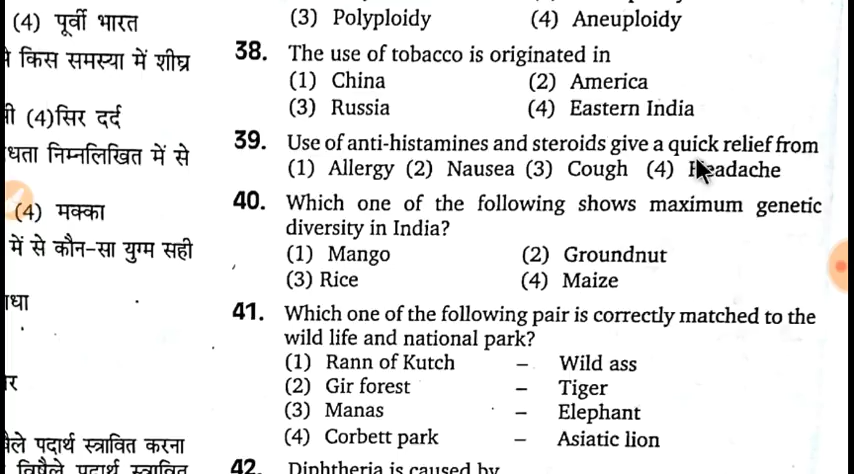 (4) पूर्वी भारत
किस समस्या में शीघ्र
(4)सिर दर्द
निम्नलिखित में से
(4) मक्का
में से कौन-सा युग्म सही
पदार्थ स्त्रावित करना
विषैले पदार्थ स्त्रावित
(3) Polyploidy (4) Aneuploidy
38. The use of tobacco is originated in
(1) China (2) America
(3) Russia (4) Eastern India
39. Use of anti-histamines and steroids give a quick relief from
(1) Allergy (2) Nausea (3) Cough (4) Headache
40. Which one of the following shows maximum genetic
diversity in India?
(1) Mango (2) Groundnut
(3) Rice (4) Maize
41. Which one of the following pair is correctly matched to the
wild life and national park?
(1) Rann of Kutch – Wild ass
(2) Gir forest – Tiger
(3) Manas – Elephant
(4) Corbett park – Asiatic lion
42. Diphtheria is caused by